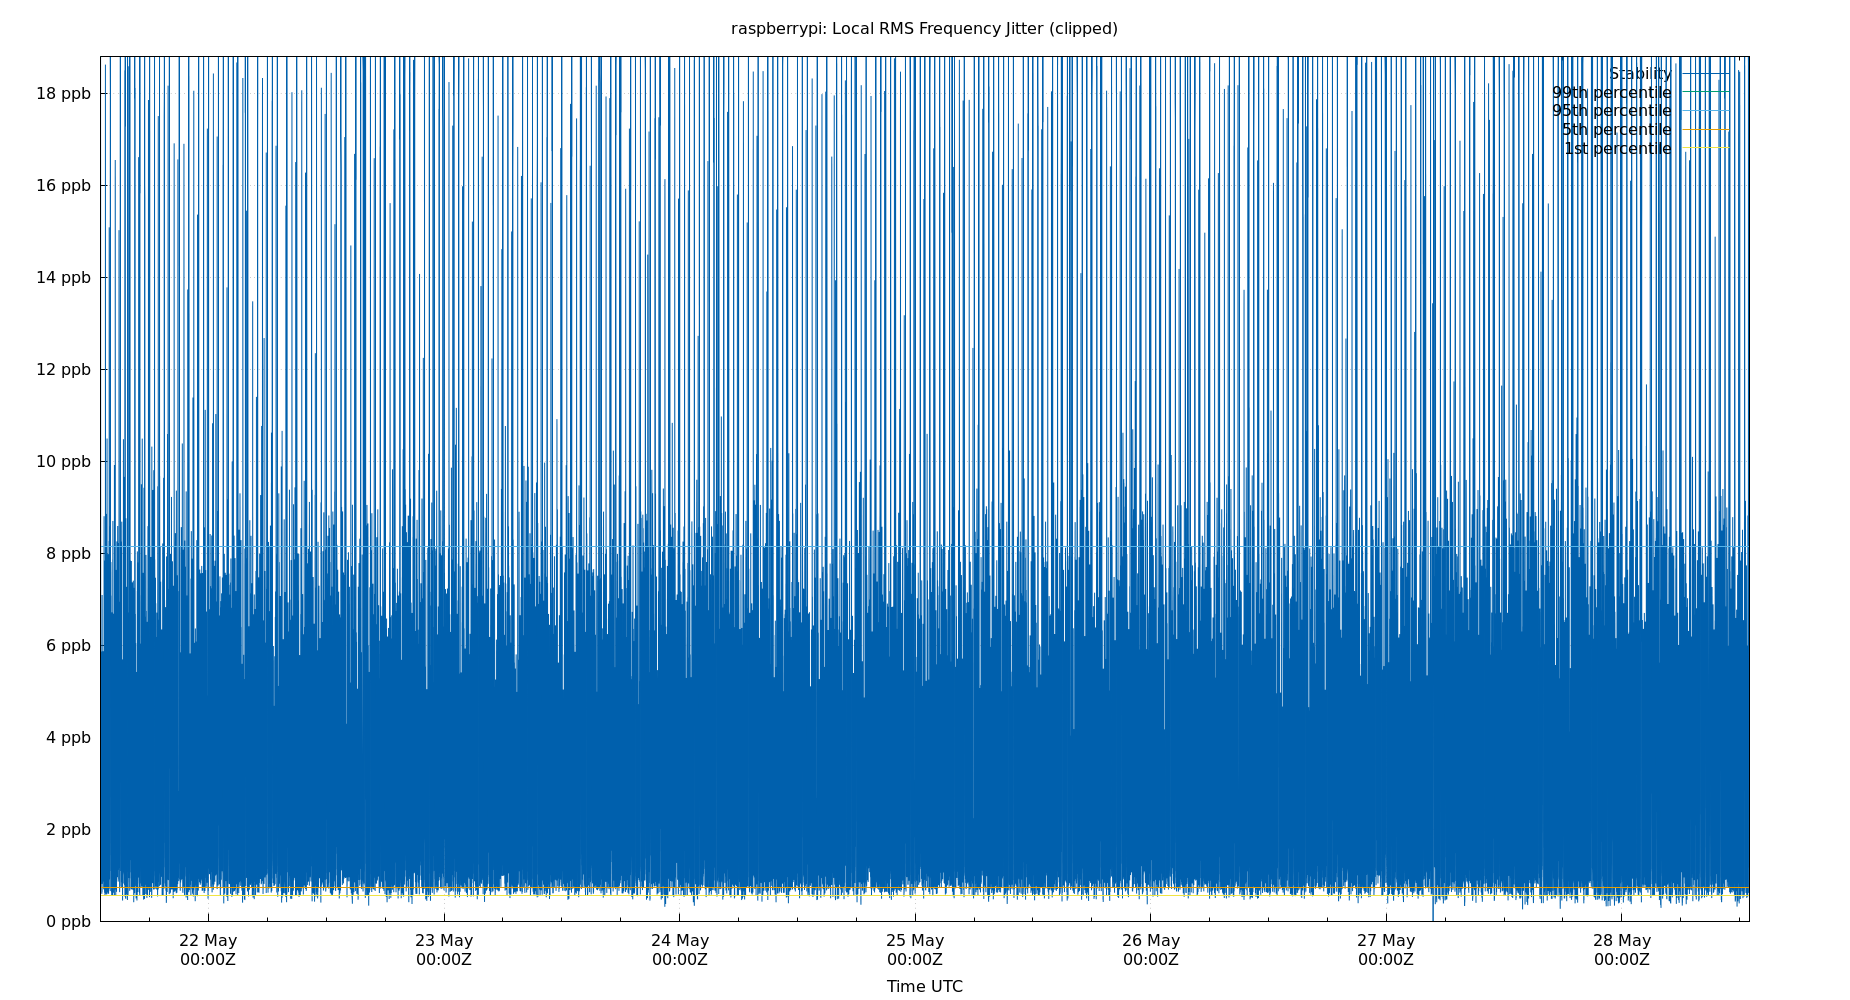 raspberrypi: Local RMS Frequency Jitter (clipped)
Stability
99th percentile
95th percentile
5th percentile
1st percentile
18 ppb
16 ppb
14 ppb
12 ppb
10 ppb
8 ppb
6 ppb
4 ppb
2 ppb
0 ppb
22 May 23 May 24 May 25 May 26 May 27 May 28 May
00:00Z 00:00Z 00:00Z 00:00Z 00:00Z 00:00Z 00:00Z
Time UTC